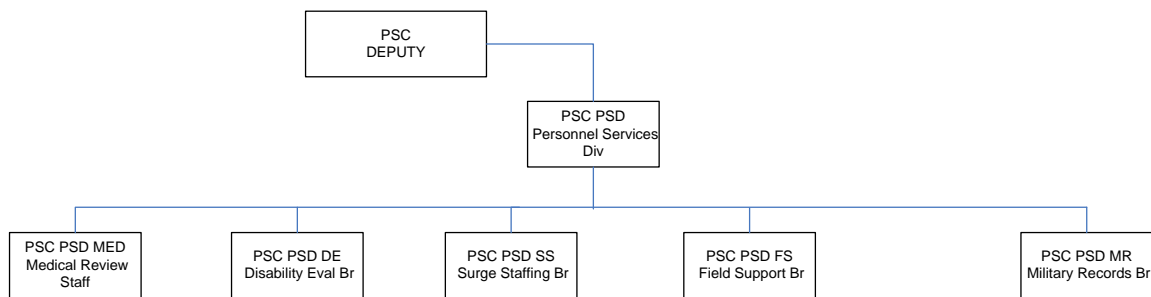 PSC
DEPUTY
PSC PSD
Personnel Services
Div
PSC PSD MED
Medical Review
Staff
PSC PSD DE
Disability Eval Br
PSC PSD SS
Surge Staffing Br
PSC PSD FS
Field Support Br
PSC PSD MR
Military Records Br